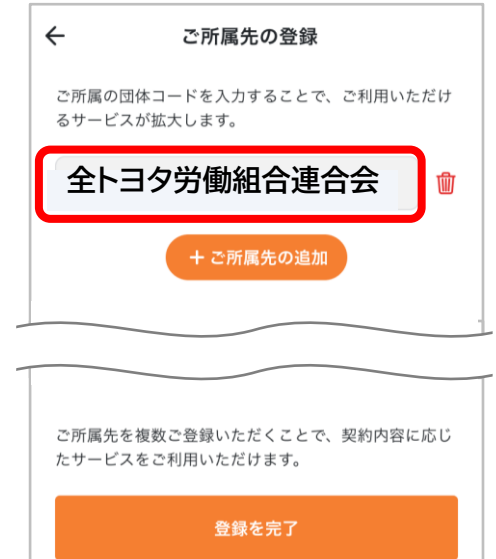 ご所属先の登録
ご所属の団体コードを入力することで、ご利用いただけ
るサービスが拡大します。
全トヨタ労働組合連合会
+ ご所属先の追加
ご所属先を複数ご登録いただくことで、契約内容に応じ
たサービスをご利用いただけます。
登録を完了